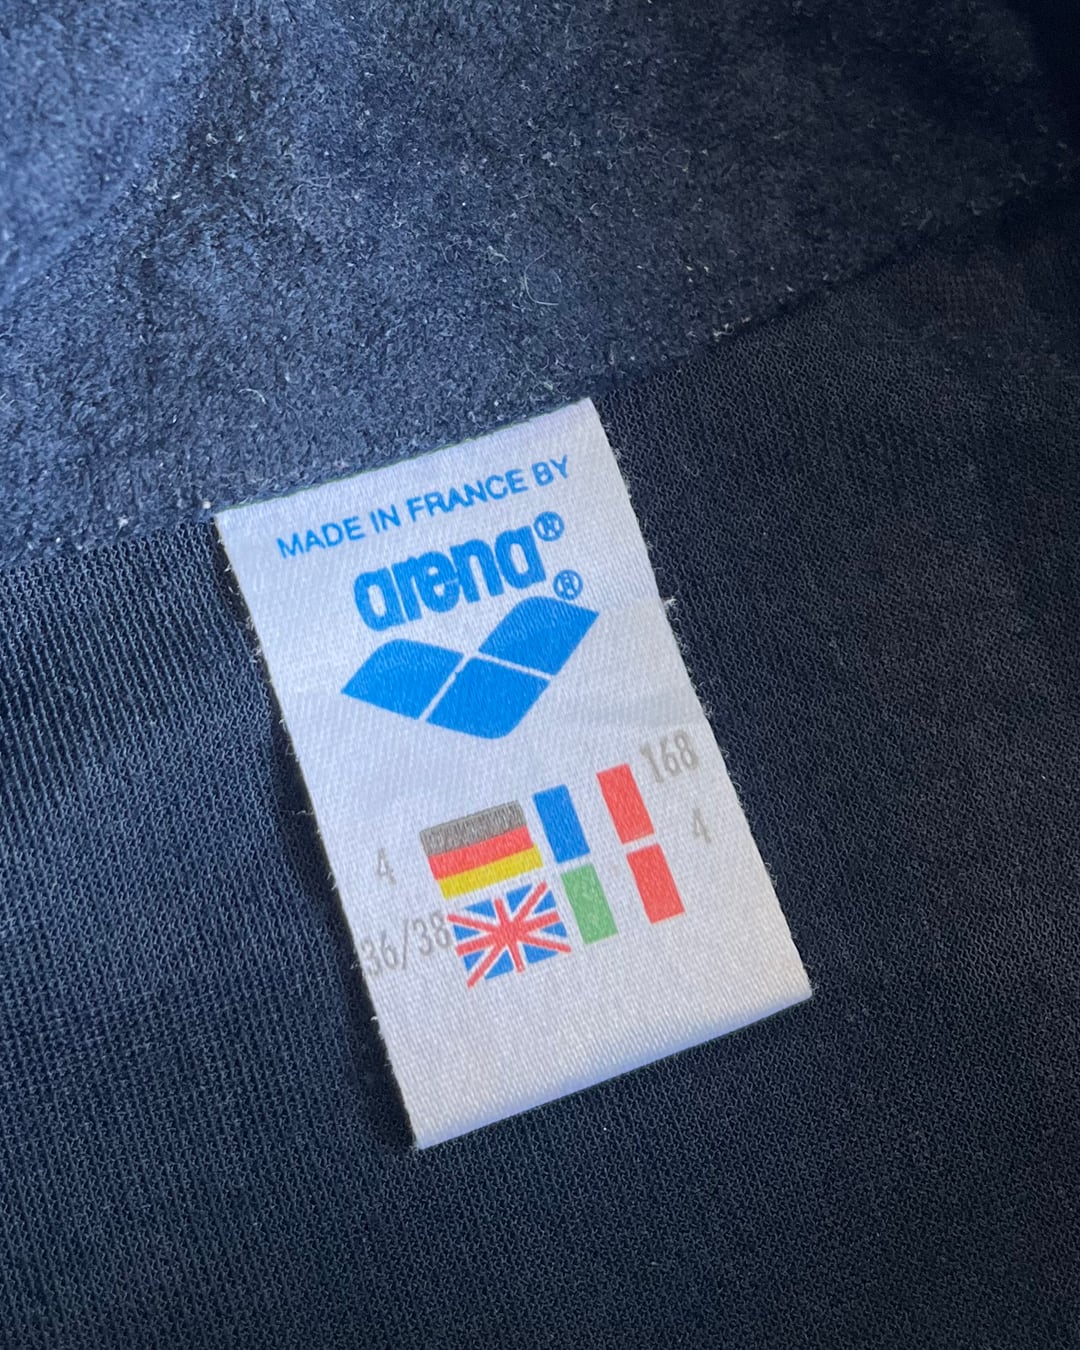 MADE IN FRANCE BY
arena®
®
4 168
36/38 4